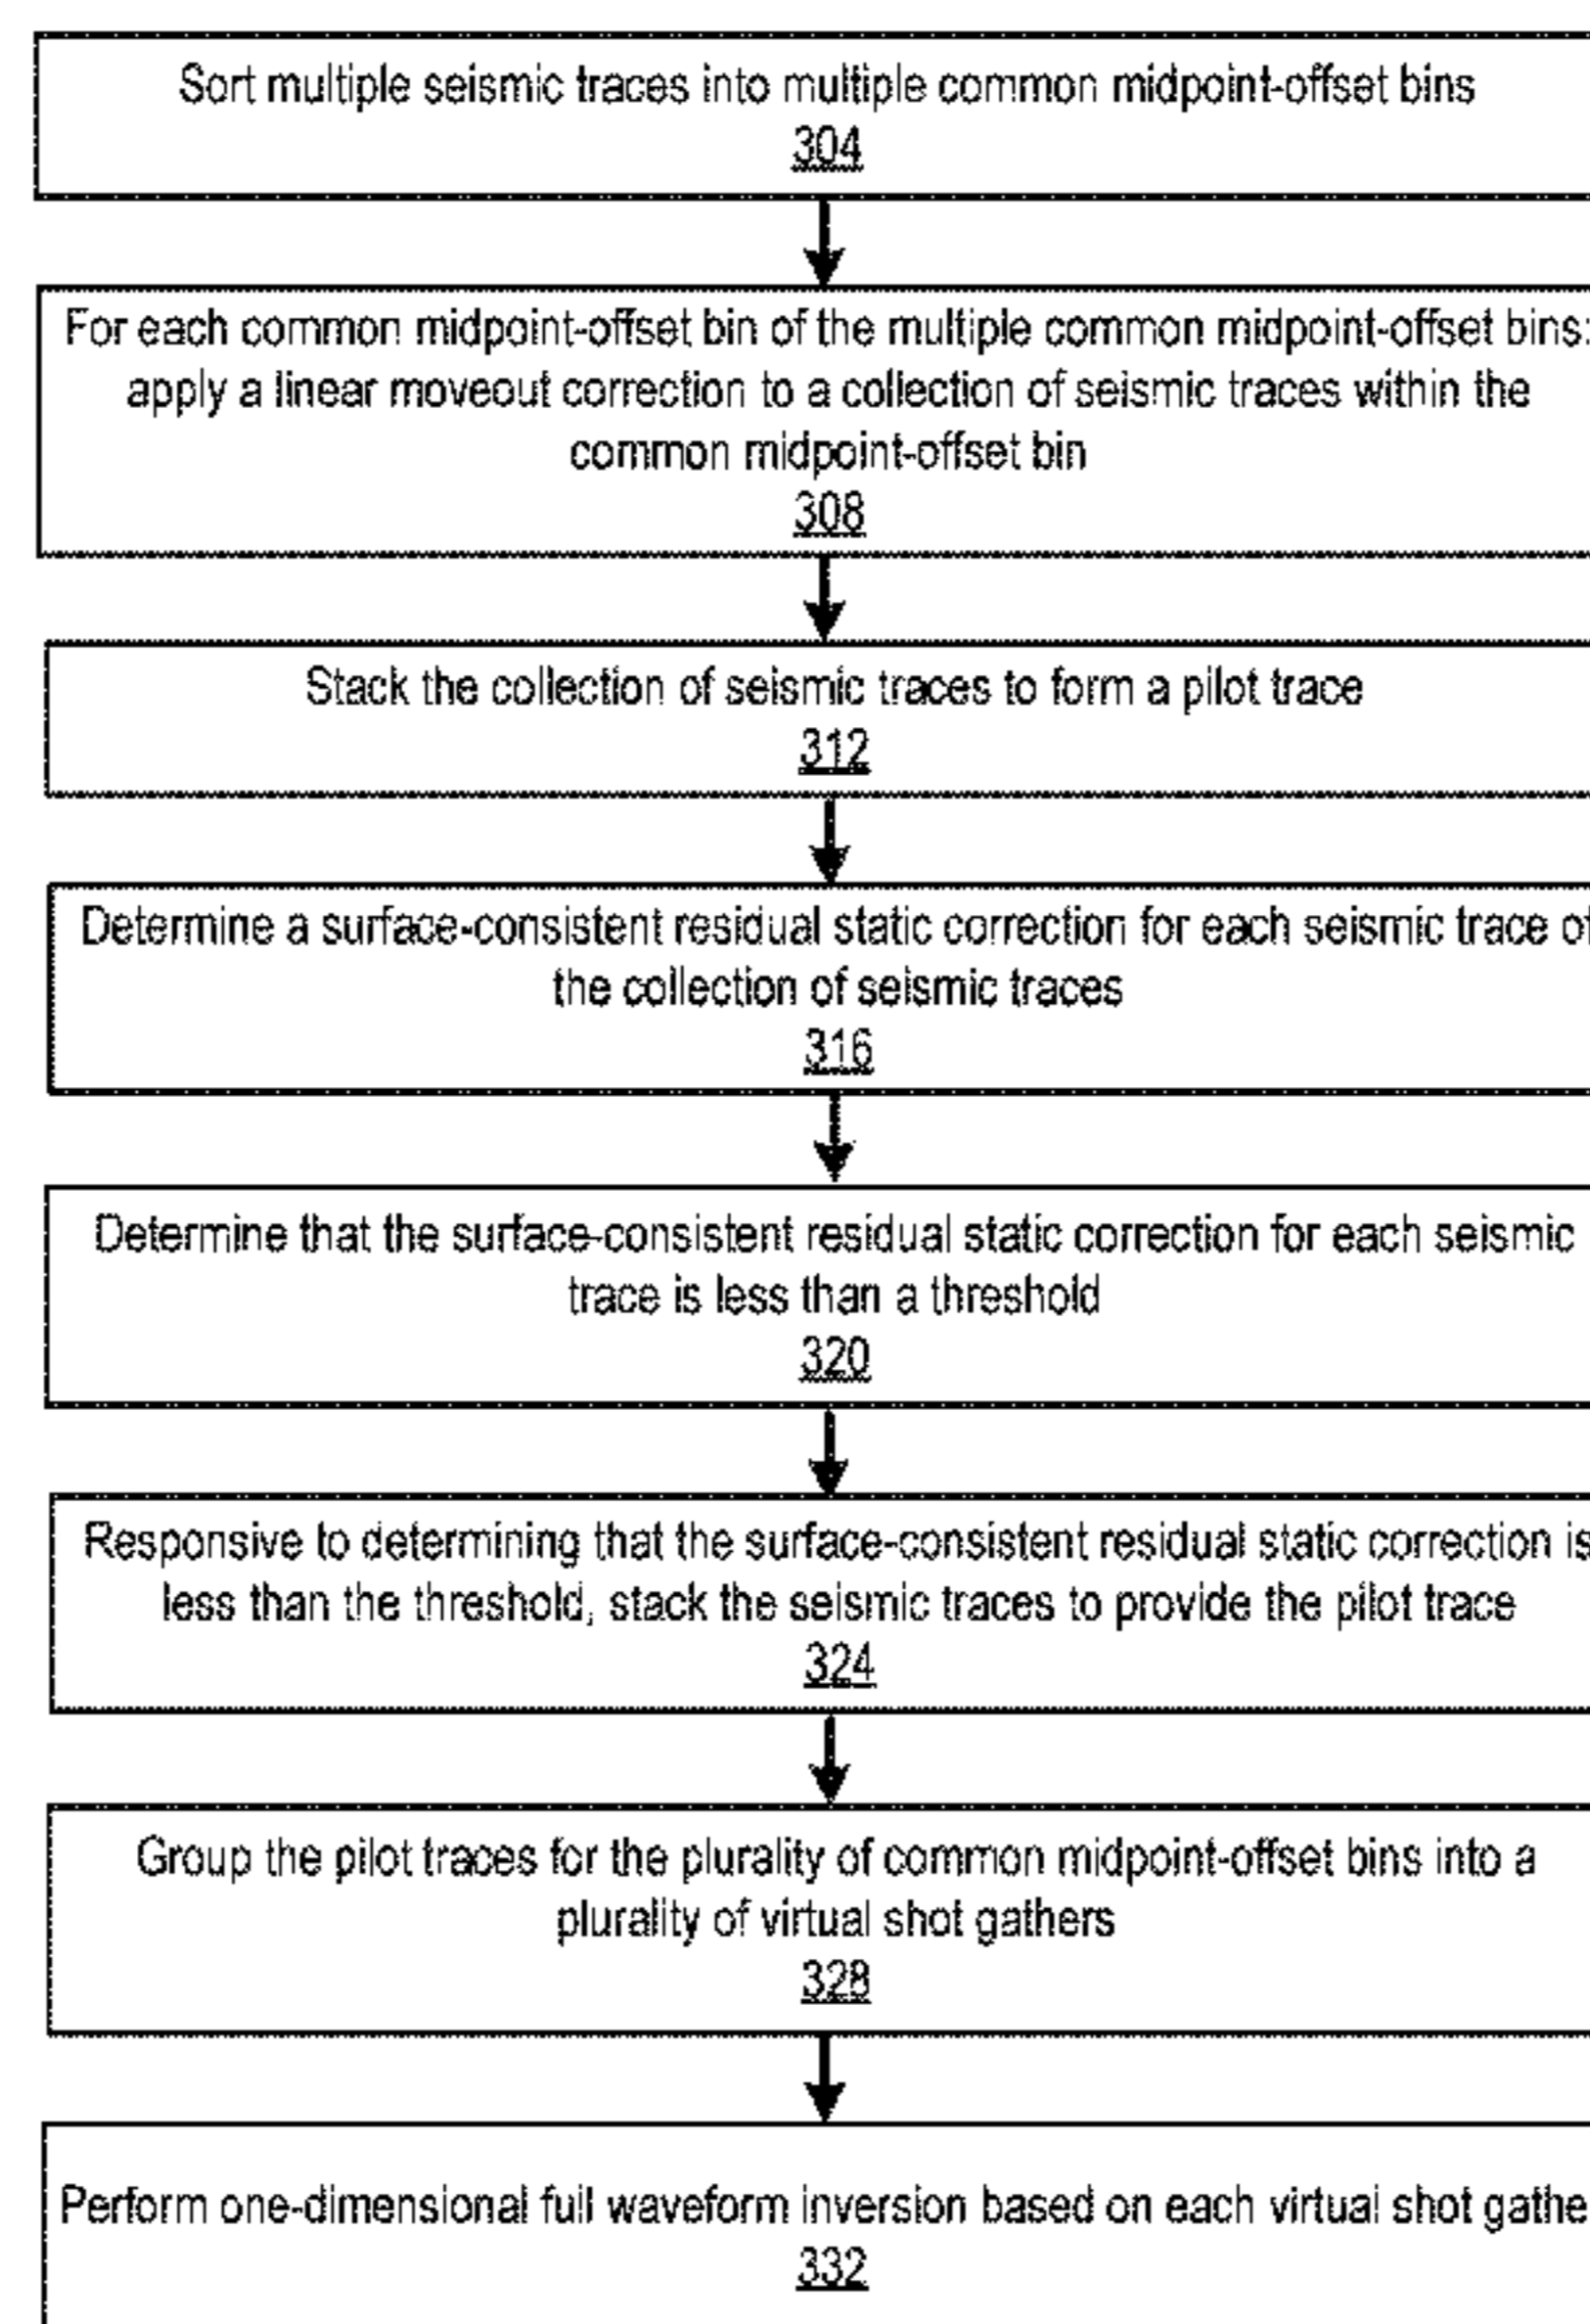 Sort multiple seismic traces into multiple common midpoint-offset bins
304
For each common midpoint-offset bin of the multiple common midpoint-offset bins:
apply a linear moveout correction to a collection of seismic traces within the
common midpoint-offset bin
308
Stack the collection of seismic traces to form a pilot trace
312
Determine a surface-consistent residual static correction for each seismic trace of
the collection of seismic traces
316
Determine that the surface-consistent residual static correction for each seismic
trace is less than a threshold
320
Responsive to determining that the surface-consistent residual static correction is
less than the threshold, stack the seismic traces to provide the pilot trace
324
Group the pilot traces for the plurality of common midpoint-offset bins into a
plurality of virtual shot gathers
328
Perform one-dimensional full waveform inversion based on each virtual shot gathe
332